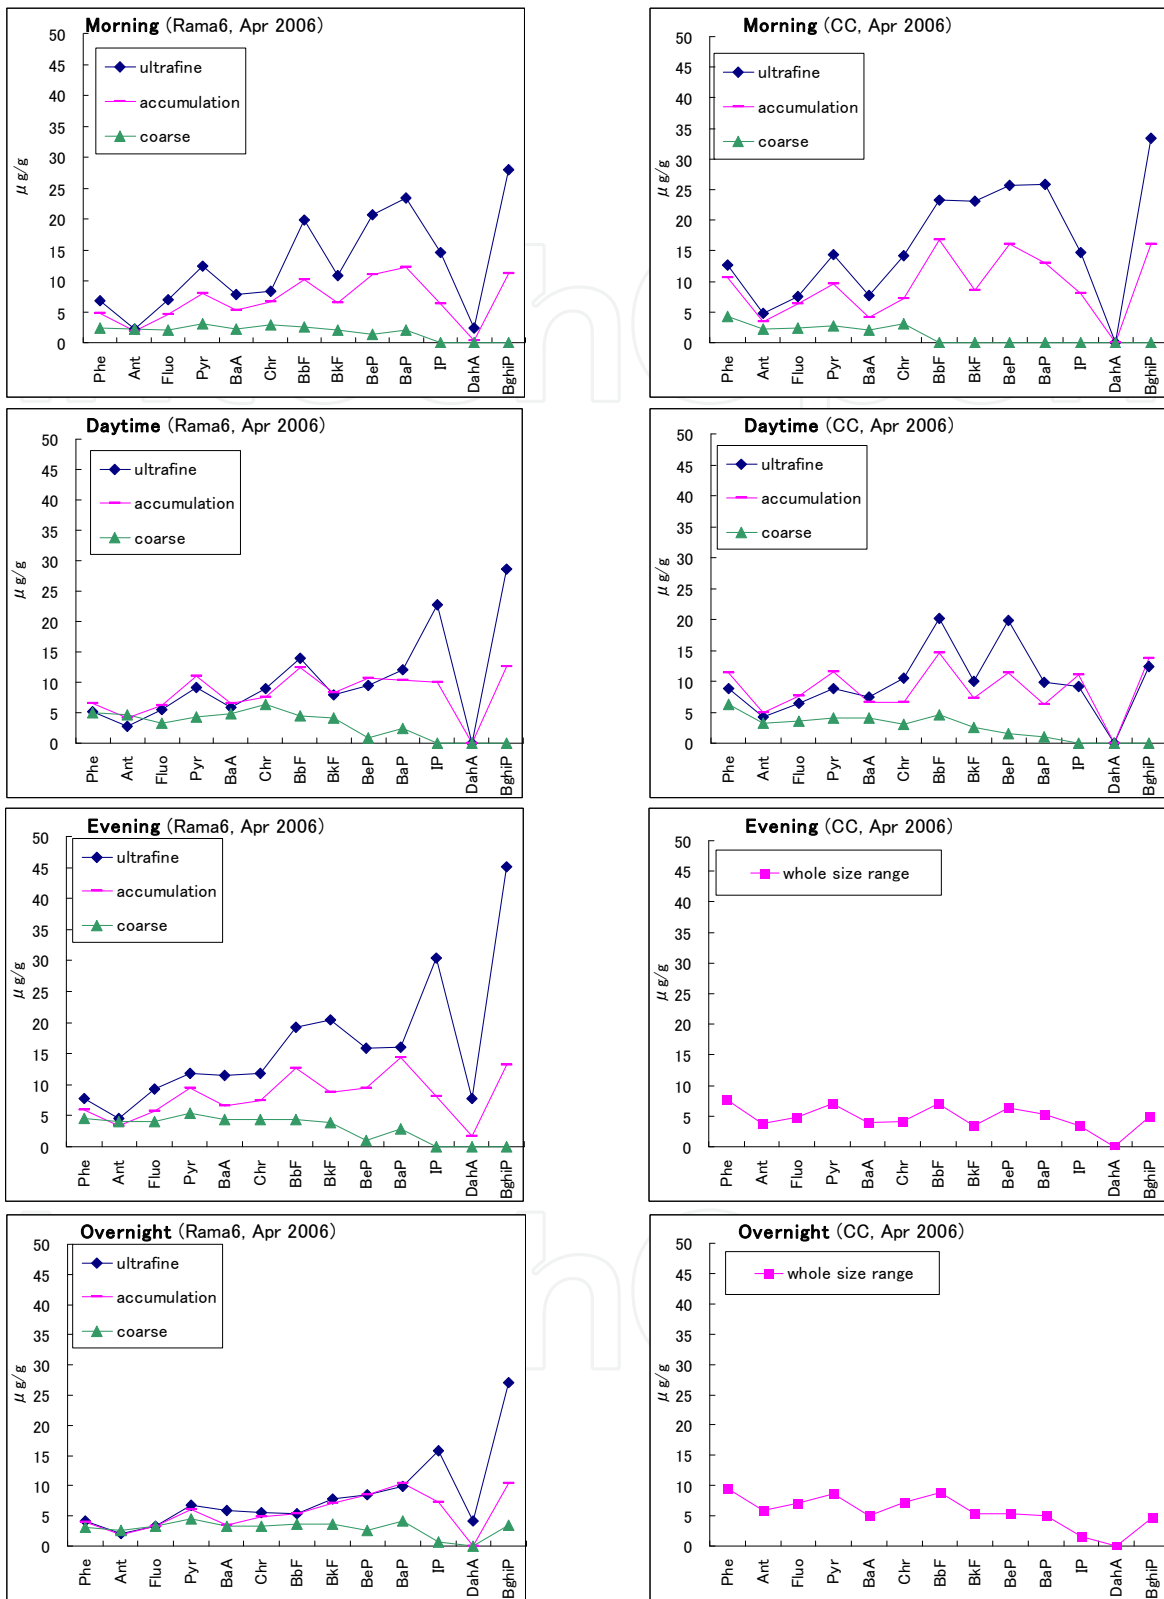 Morning (Rama6, Apr 2006)
50
45
40
35
30
25
20
15
10
5
0
μg/g
ultrafine
accumulation
coarse
Phe Ant Fluo Pyr BaA Chr BbF BkF BeP BaP IP DahA BghiP
Morning (CC, Apr 2006)
50
45
40
35
30
25
20
15
10
5
0
μg/g
ultrafine
accumulation
coarse
Phe Ant Fluo Pyr BaA Chr BbF BkF BeP BaP IP DahA BghiP
Daytime (Rama6, Apr 2006)
50
45
40
35
30
25
20
15
10
5
0
μg/g
ultrafine
accumulation
coarse
Phe Ant Fluo Pyr BaA Chr BbF BkF BeP BaP IP DahA BghiP
Daytime (CC, Apr 2006)
50
45
40
35
30
25
20
15
10
5
0
μg/g
ultrafine
accumulation
coarse
Phe Ant Fluo Pyr BaA Chr BbF BkF BeP BaP IP DahA BghiP
Evening (Rama6, Apr 2006)
50
45
40
35
30
25
20
15
10
5
0
μg/g
ultrafine
accumulation
coarse
Phe Ant Fluo Pyr BaA Chr BbF BkF BeP BaP IP DahA BghiP
Evening (CC, Apr 2006)
50
45
40
35
30
25
20
15
10
5
0
μg/g
whole size range
Phe Ant Fluo Pyr BaA Chr BbF BkF BeP BaP IP DahA BghiP
Overnight (Rama6, Apr 2006)
50
45
40
35
30
25
20
15
10
5
0
μg/g
ultrafine
accumulation
coarse
Phe Ant Fluo Pyr BaA Chr BbF BkF BeP BaP IP DahA BghiP
Overnight (CC, Apr 2006)
50
45
40
35
30
25
20
15
10
5
0
μg/g
whole size range
Phe Ant Fluo Pyr BaA Chr BbF BkF BeP BaP IP DahA BghiP